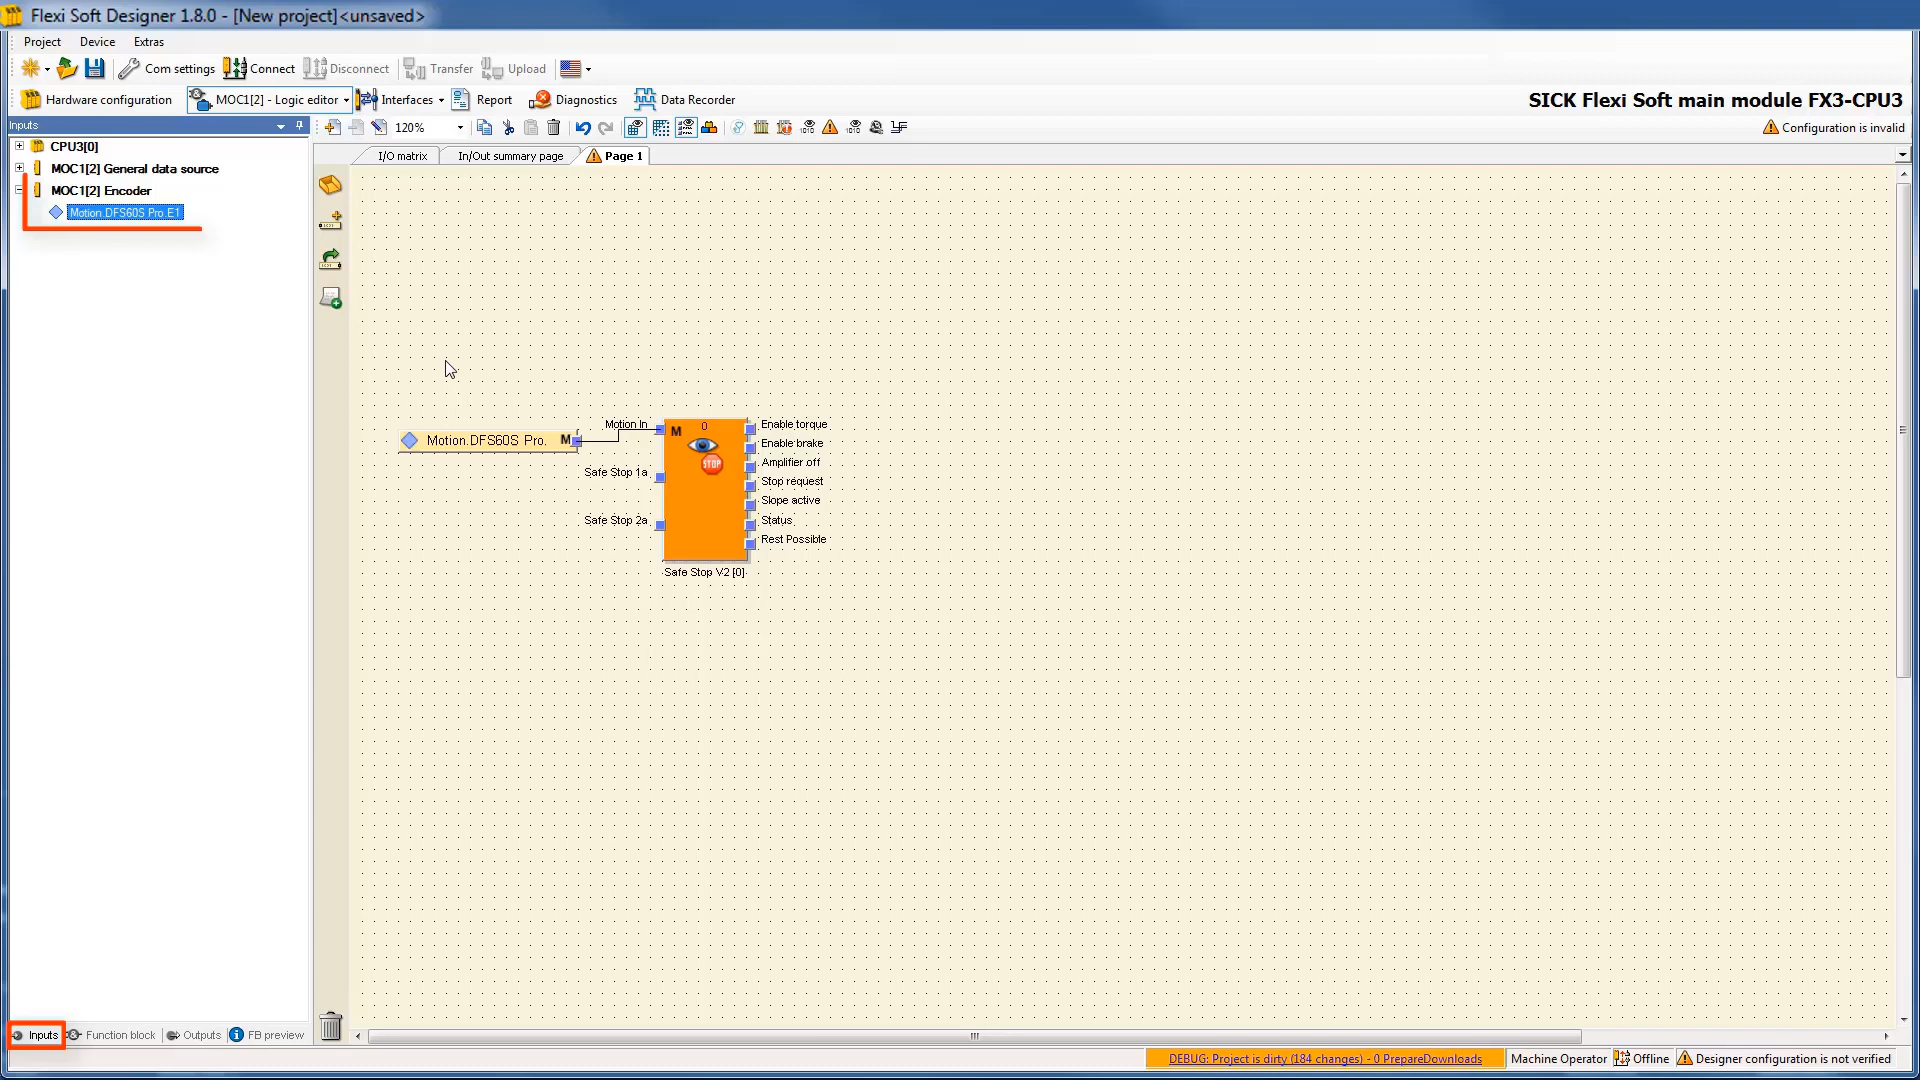 Flexi Soft Designer 1.8.0 - [New project]<unsaved>
Project Device Extras
Com settings Connect Disconnect Transfer Upload
Hardware configuration MOC1[2] - Logic editor Interfaces Report Diagnostics Data Recorder SICK Flexi Soft main module FX3-CPU3
Inputs 120% Configuration is invalid
CPU3[0]
I/O matrix In/Out summary page Page 1
MOC1[2] General data source
MOC1[2] Encoder
Motion.DFS60S Pro.E1
Motion.DFS60S Pro. M
Motion In
Safe Stop 1a
Safe Stop 2a
M
0
STOP
Enable torque
Enable brake
Amplifier off
Stop request
Slope active
Status
Rest Possible
Safe Stop V2 [0]
Inputs Function block Outputs FB preview
DEBUG: Project is dirty (184 changes) - 0 PrepareDownloads Machine Operator Offline Designer configuration is not verified